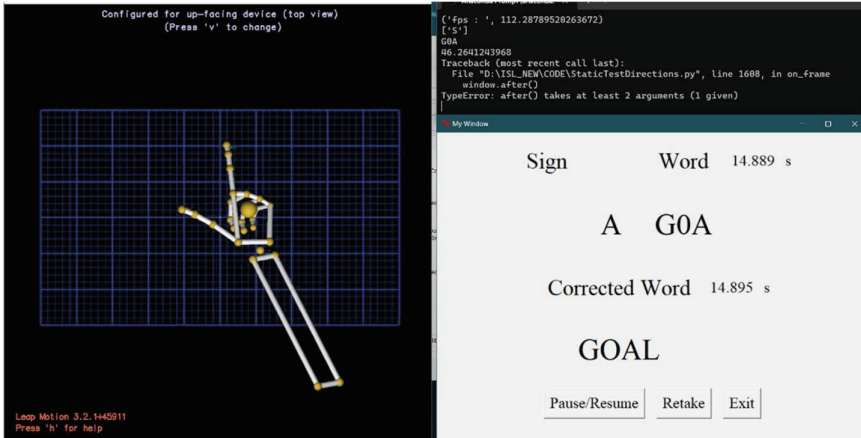 Configured for up-facing device (top view)
(Press 'v' to change)
Leap Motion 3.2.1+45911
Press 'h' for help
('fps : ', 112.28789520263672)
['S']
G0A
46.2641243968
Traceback (most recent call last):
File "D:\ISL_NEW\CODE\StaticTestDirections.py", line 1608, in on_frame
window.after()
TypeError: after() takes at least 2 arguments (1 given)
My Window
Sign Word 14.889 s
A G0A
Corrected Word 14.895 s
GOAL
Pause/Resume Retake Exit